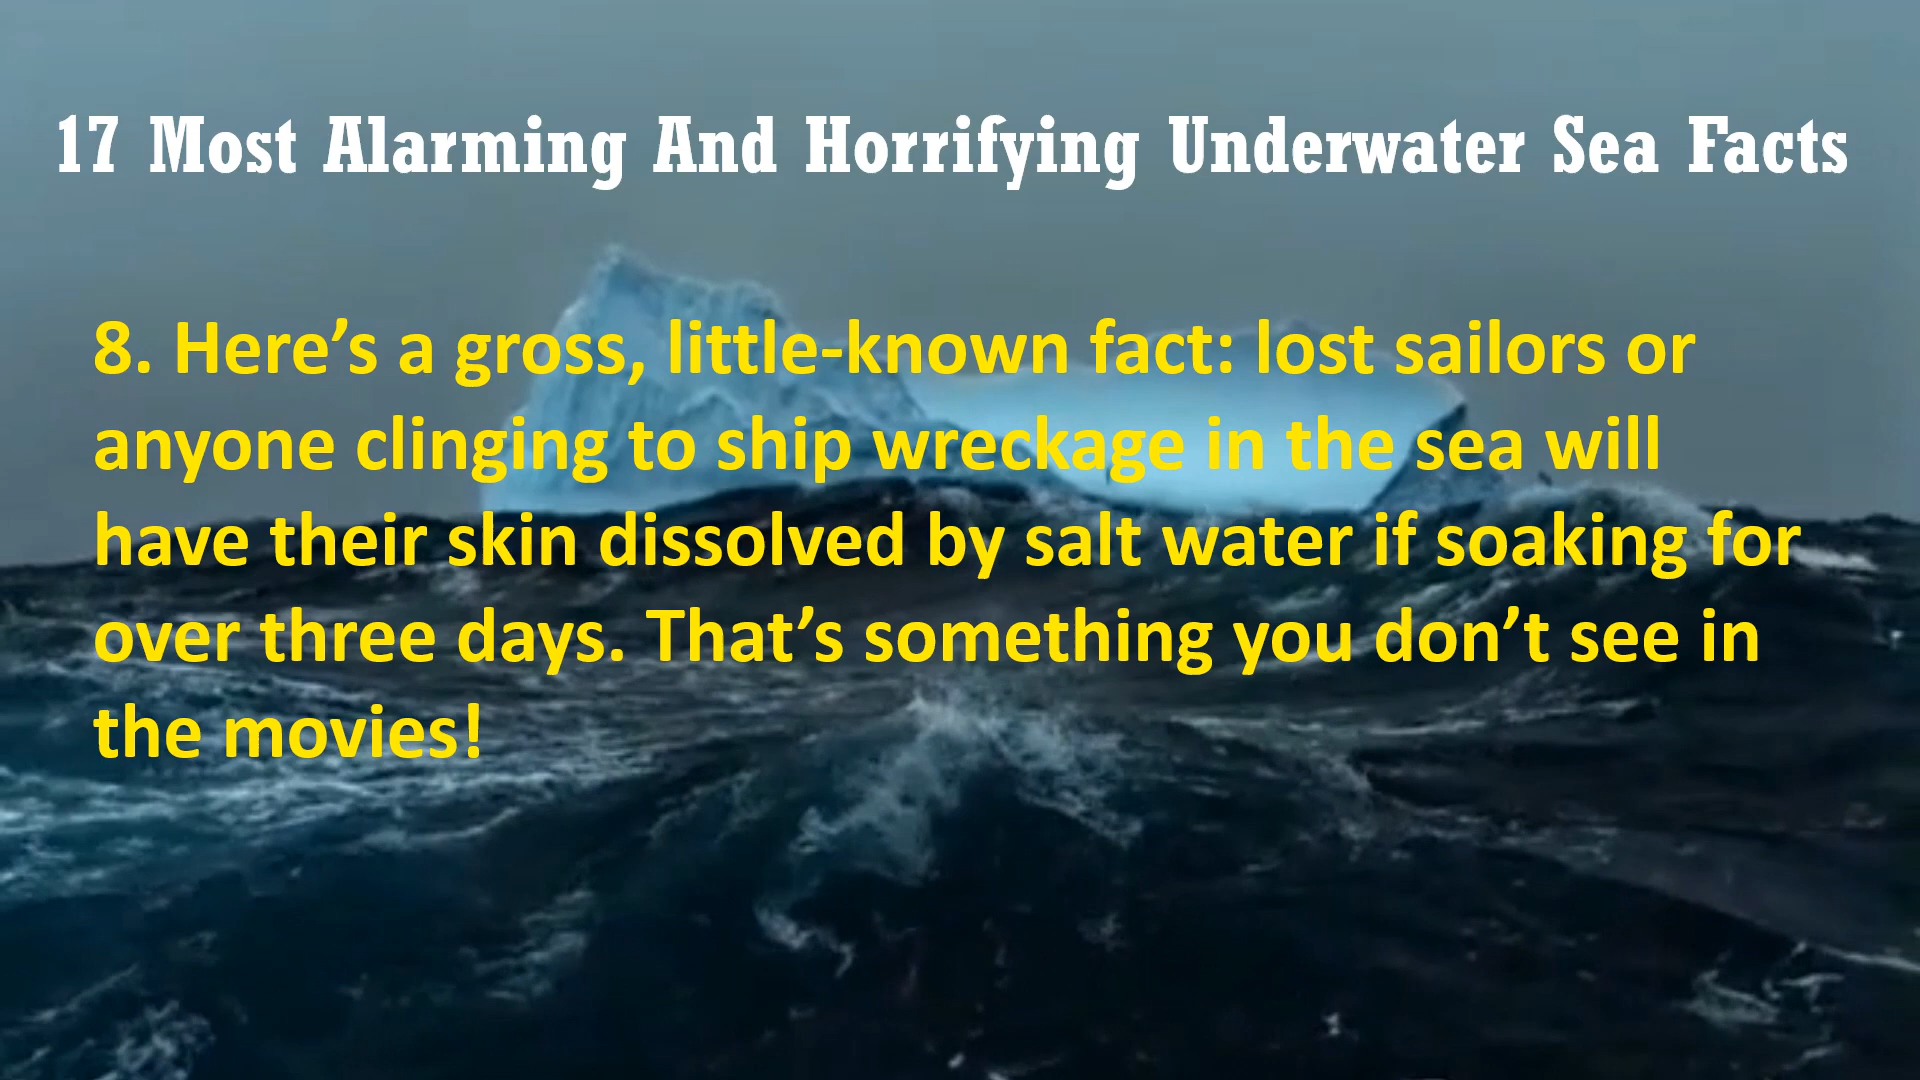 17 Most Alarming And Horrifying Underwater Sea Facts
8. Here’s a gross, little-known fact: lost sailors or
anyone clinging to ship wreckage in the sea will
have their skin dissolved by salt water if soaking for
over three days. That’s something you don’t see in
the movies!